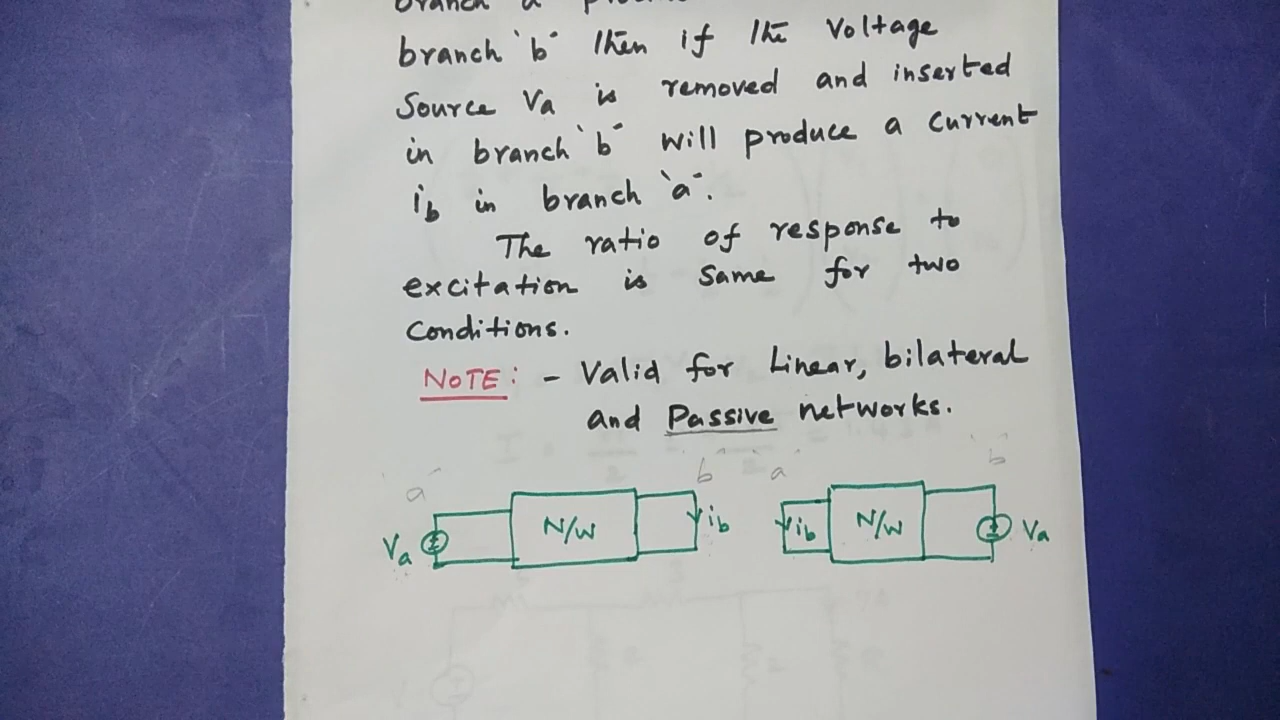 branch a
branch "b" then if the voltage
source Va is removed and inserted
in branch "b" will produce a current
ib in branch "a".
The ratio of response to
excitation is same for two
conditions.
NOTE: - Valid for Linear, bilateral
and Passive networks.
a b a b
Va N/W ib ib N/W Va